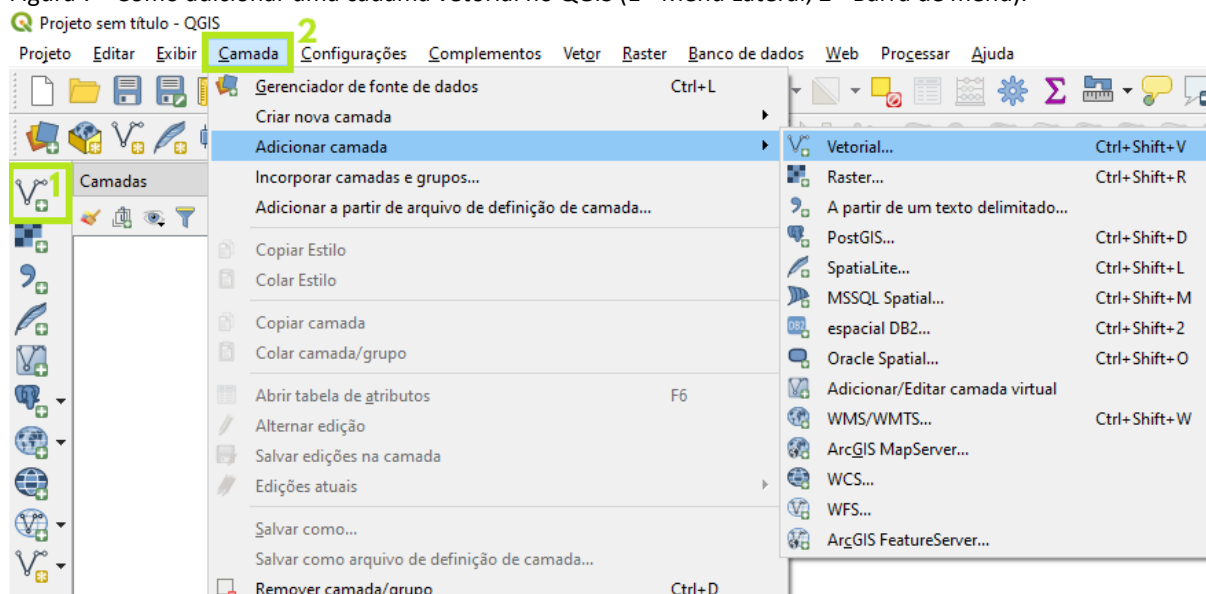 Projeto sem título - QGIS
2
Projeto Editar Exibir Camada Configurações Complementos Vetor Raster Banco de dados Web Processar Ajuda
Gerenciador de fonte de dados Ctrl+L
Criar nova camada
Adicionar camada
Incorporar camadas e grupos...
Adicionar a partir de arquivo de definição de camada...
Copiar Estilo
Colar Estilo
Copiar camada
Colar camada/grupo
Abrir tabela de atributos F6
Alternar edição
Salvar edições na camada
Edições atuais
Salvar como...
Salvar como arquivo de definição de camada...
Remover camada/grupo Ctrl+D
1
Camadas
Vetorial... Ctrl+Shift+V
Raster... Ctrl+Shift+R
A partir de um texto delimitado...
PostGIS... Ctrl+Shift+D
SpatiaLite... Ctrl+Shift+L
MSSQL Spatial... Ctrl+Shift+M
DB2 espacial DB2... Ctrl+Shift+2
Oracle Spatial... Ctrl+Shift+O
Adicionar/Editar camada virtual
WMS/WMTS... Ctrl+Shift+W
ArcGIS MapServer...
WCS...
WFS...
ArcGIS FeatureServer...